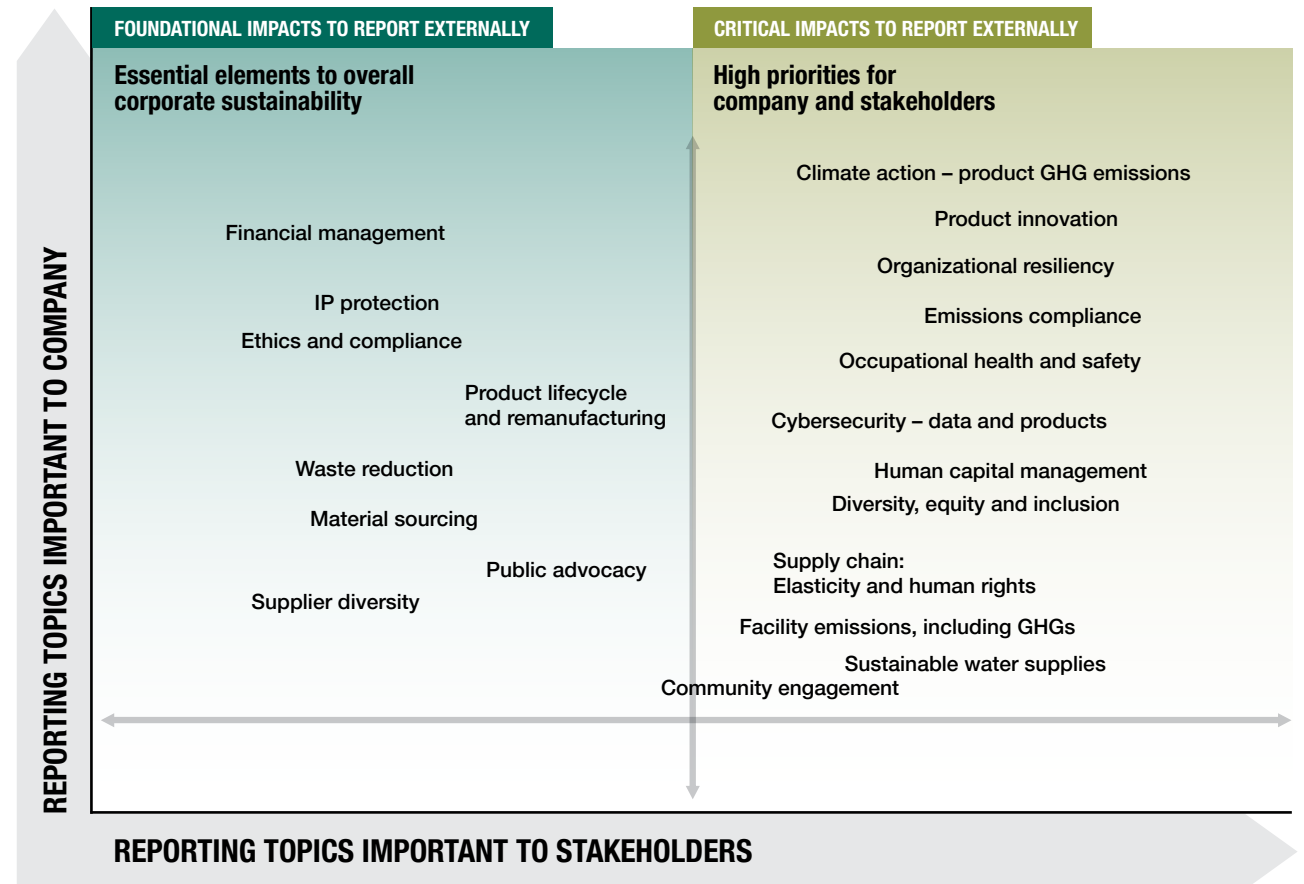 FOUNDATIONAL IMPACTS TO REPORT EXTERNALLY
Essential elements to overall
corporate sustainability
Financial management
IP protection
Ethics and compliance
Product lifecycle
and remanufacturing
Waste reduction
Material sourcing
Public advocacy
Supplier diversity
CRITICAL IMPACTS TO REPORT EXTERNALLY
High priorities for
company and stakeholders
Climate action – product GHG emissions
Product innovation
Organizational resiliency
Emissions compliance
Occupational health and safety
Cybersecurity – data and products
Human capital management
Diversity, equity and inclusion
Supply chain:
Elasticity and human rights
Facility emissions, including GHGs
Sustainable water supplies
Community engagement
REPORTING TOPICS IMPORTANT TO COMPANY
REPORTING TOPICS IMPORTANT TO STAKEHOLDERS